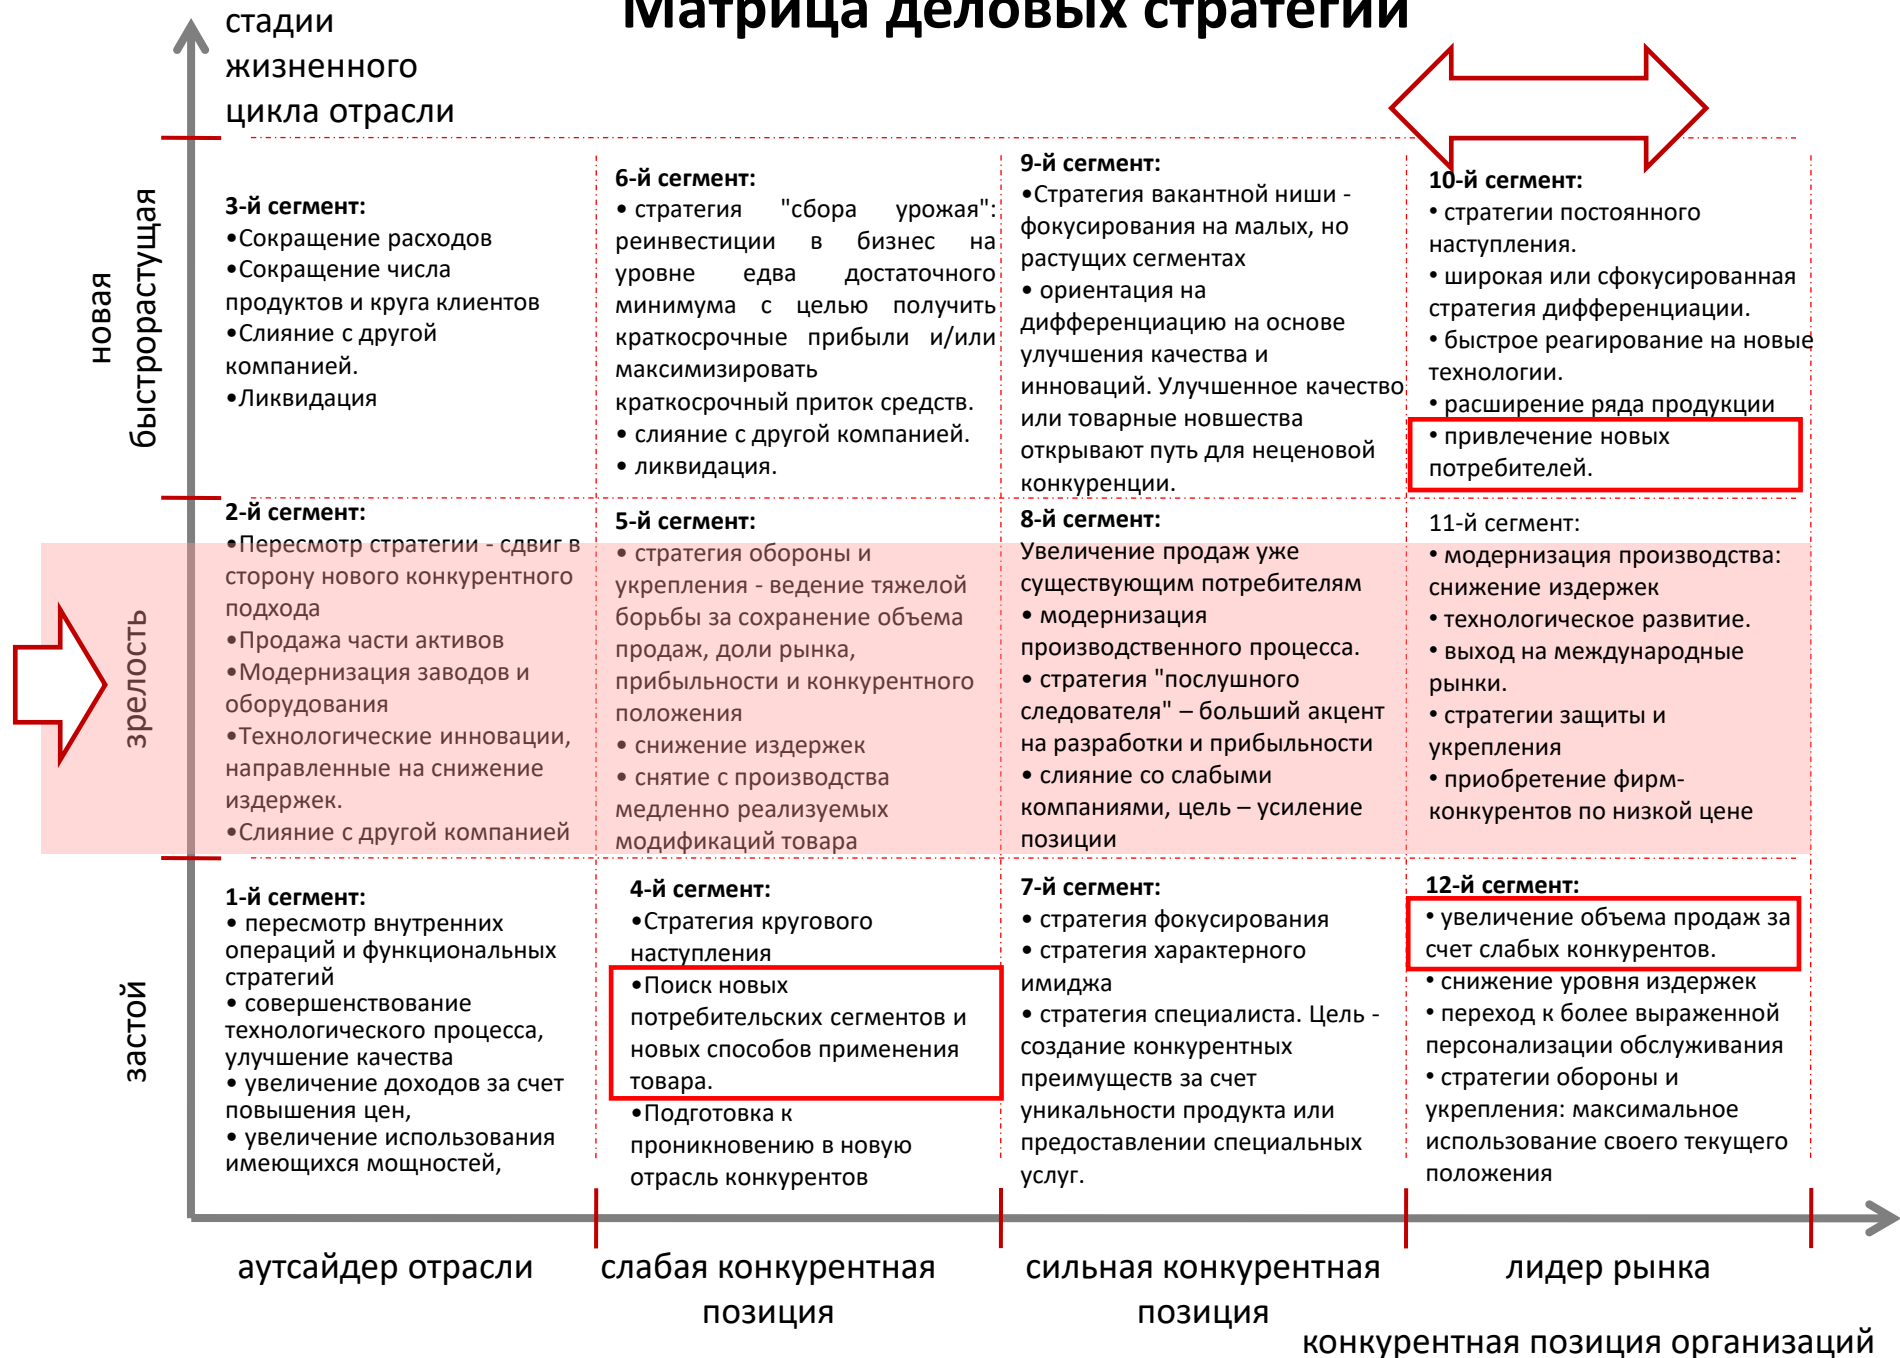 Матрица деловых стратегий
стадии
жизненного
цикла отрасли
новая
быстрорастущая
3-й сегмент:
•Сокращение расходов
•Сокращение числа
продуктов и круга клиентов
•Слияние с другой
компанией.
•Ликвидация
6-й сегмент:
• стратегия "сбора урожая":
реинвестиции в бизнес на
уровне едва достаточного
минимума с целью получить
краткосрочные прибыли и/или
максимизировать
краткосрочный приток средств.
• слияние с другой компанией.
• ликвидация.
9-й сегмент:
•Стратегия вакантной ниши -
фокусирования на малых, но
растущих сегментах
• ориентация на
дифференциацию на основе
улучшения качества и
инноваций. Улучшенное качество
или товарные новшества
открывают путь для неценовой
конкуренции.
10-й сегмент:
• стратегии постоянного
наступления.
• широкая или сфокусированная
стратегия дифференциации.
• быстрое реагирование на новые
технологии.
• расширение ряда продукции
• привлечение новых
потребителей.
зрелость
2-й сегмент:
•Пересмотр стратегии - сдвиг в
сторону нового конкурентного
подхода
•Продажа части активов
•Модернизация заводов и
оборудования
•Технологические инновации,
направленные на снижение
издержек.
•Слияние с другой компанией
5-й сегмент:
• стратегия обороны и
укрепления - ведение тяжелой
борьбы за сохранение объема
продаж, доли рынка,
прибыльности и конкурентного
положения
• снижение издержек
• снятие с производства
медленно реализуемых
модификаций товара
8-й сегмент:
Увеличение продаж уже
существующим потребителям
• модернизация
производственного процесса.
• стратегия "послушного
следователя" – больший акцент
на разработки и прибыльности
• слияние со слабыми
компаниями, цель – усиление
позиции
11-й сегмент:
• модернизация производства:
снижение издержек
• технологическое развитие.
• выход на международные
рынки.
• стратегии защиты и
укрепления
• приобретение фирм-
конкурентов по низкой цене
застой
1-й сегмент:
• пересмотр внутренних
операций и функциональных
стратегий
• совершенствование
технологического процесса,
улучшение качества
• увеличение доходов за счет
повышения цен,
• увеличение использования
имеющихся мощностей,
4-й сегмент:
•Стратегия кругового
наступления
•Поиск новых
потребительских сегментов и
новых способов применения
товара.
•Подготовка к
проникновению в новую
отрасль конкурентов
7-й сегмент:
• стратегия фокусирования
• стратегия характерного
имиджа
• стратегия специалиста. Цель -
создание конкурентных
преимуществ за счет
уникальности продукта или
предоставлении специальных
услуг.
12-й сегмент:
• увеличение объема продаж за
счет слабых конкурентов.
• снижение уровня издержек
• переход к более выраженной
персонализации обслуживания
• стратегии обороны и
укрепления: максимальное
использование своего текущего
положения
аутсайдер отрасли
слабая конкурентная
позиция
сильная конкурентная
позиция
лидер рынка
конкурентная позиция организаций